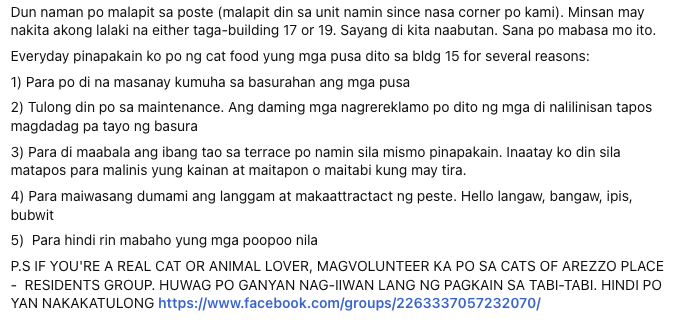 Dun naman po malapit sa poste (malapit din sa unit namin since nasa corner po kami). Minsan may
nakita akong lalaki na either taga-building 17 or 19. Sayang di kita naabutan. Sana po mabasa mo ito.
Everyday pinapakain ko po ng cat food yung mga pusa dito sa bldg 15 for several reasons:
1) Para po di na masanay kumuha sa basurahan ang mga pusa
2) Tulong din po sa maintenance. Ang daming mga nagrereklamo po dito ng mga di nalilinisan tapos
magdadag pa tayo ng basura
3) Para di maabala ang ibang tao sa terrace po namin sila mismo pinapakain. Inaatay ko din sila
matapos para malinis yung kainan at maitapon o maitabi kung may tira.
4) Para maiwasang dumami ang langgam at makaattractact ng peste. Hello langaw, bangaw, ipis,
bubwit
5)  Para hindi rin mabaho yung mga poopoo nila
P.S IF YOU'RE A REAL CAT OR ANIMAL LOVER, MAGVOLUNTEER KA PO SA CATS OF AREZZO PLACE
-  RESIDENTS GROUP. HUWAG PO GANYAN NAG-IIWAN LANG NG PAGKAIN SA TABI-TABI. HINDI PO
YAN NAKAKATULONG https://www.facebook.com/groups/2263337057232070/